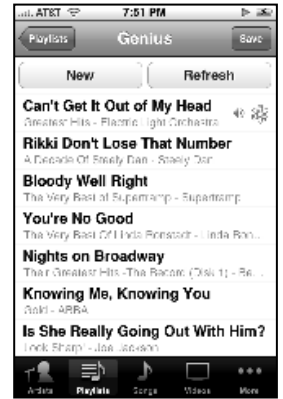 AT&T 7:51 PM
Playlists Genius Save
New Refresh
Can't Get It Out of My Head
Greatest Hits - Electric Light Orchestra
Rikki Don't Lose That Number
A Decade Of Steely Dan - Steely Dan
Bloody Well Right
The Very Best of Supertramp - Supertramp
You're No Good
The Very Best Of Linda Ronstadt - Linda Ron...
Nights on Broadway
Their Greatest Hits -The Record (Disk 1) - Be...
Knowing Me, Knowing You
Gold - ABBA
Is She Really Going Out With Him?
Look Sharp! - Joe Jackson
Artists Playlists Songs Videos More